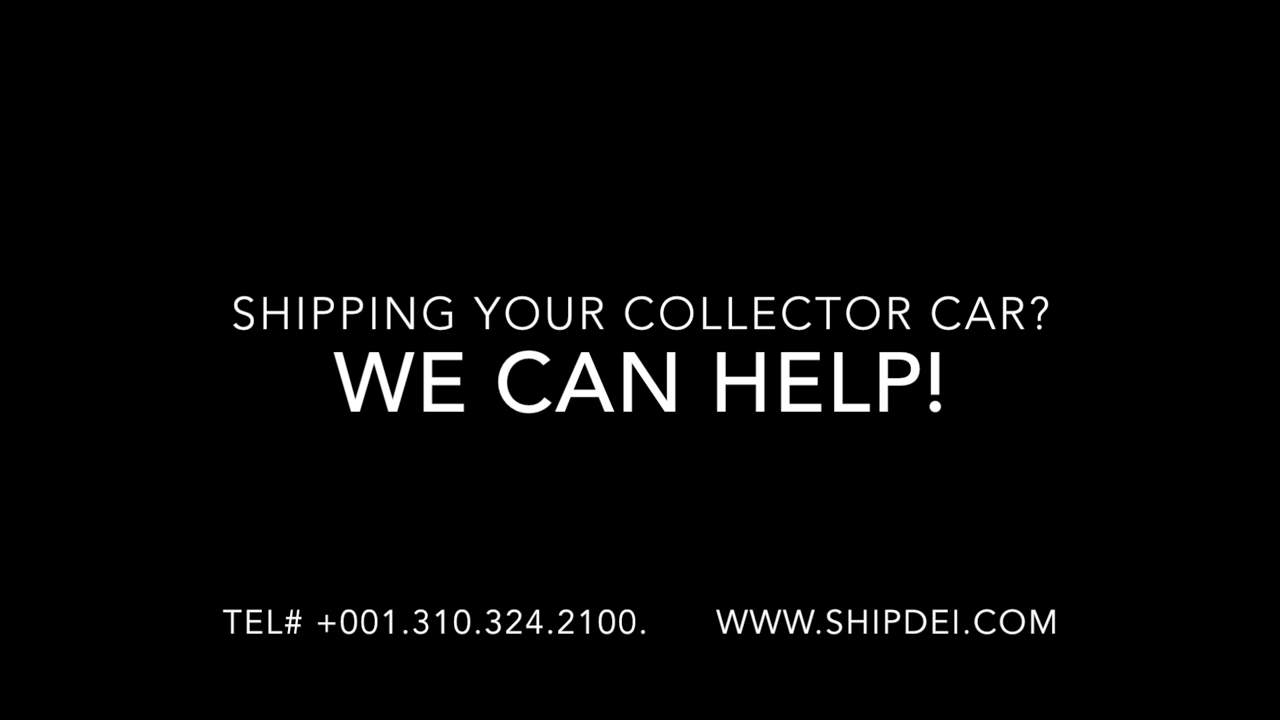 SHIPPING YOUR COLLECTOR CAR?
WE CAN HELP!
TEL# +001.310.324.2100. WWW.SHIPDEI.COM